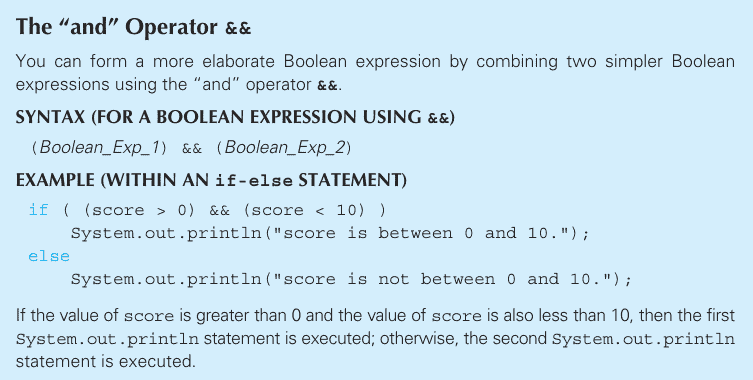 The “and” Operator &&
You can form a more elaborate Boolean expression by combining two simpler Boolean
expressions using the “and” operator &&.
SYNTAX (FOR A BOOLEAN EXPRESSION USING &&)
(Boolean_Exp_1) && (Boolean_Exp_2)
EXAMPLE (WITHIN AN if-else STATEMENT)
if ( (score > 0) && (score < 10) )
    System.out.println("score is between 0 and 10.");
else
    System.out.println("score is not between 0 and 10.");
If the value of score is greater than 0 and the value of score is also less than 10, then the first
System.out.println statement is executed; otherwise, the second System.out.println
statement is executed.